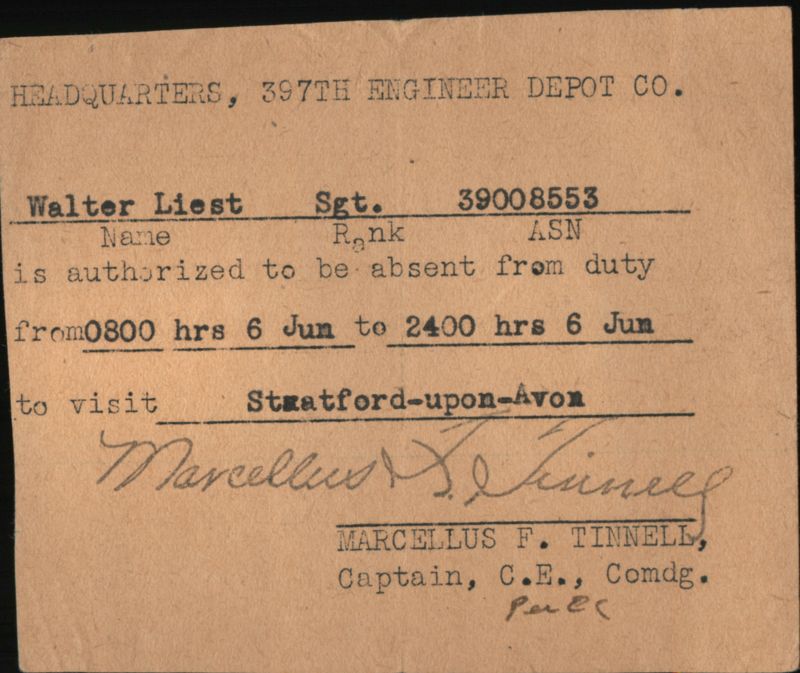 HEADQUARTERS, 397TH ENGINEER DEPOT CO.
Walter Liest Sgt. 39008553
Name Rank ASN
is authorized to be absent from duty
from 0800 hrs 6 Jun to 2400 hrs 6 Jun
to visit Stratford-upon-Avon
Marcellus F. Tinnell
MARCELLUS F. TINNELL,
Captain, C.E., Comdg.
Per